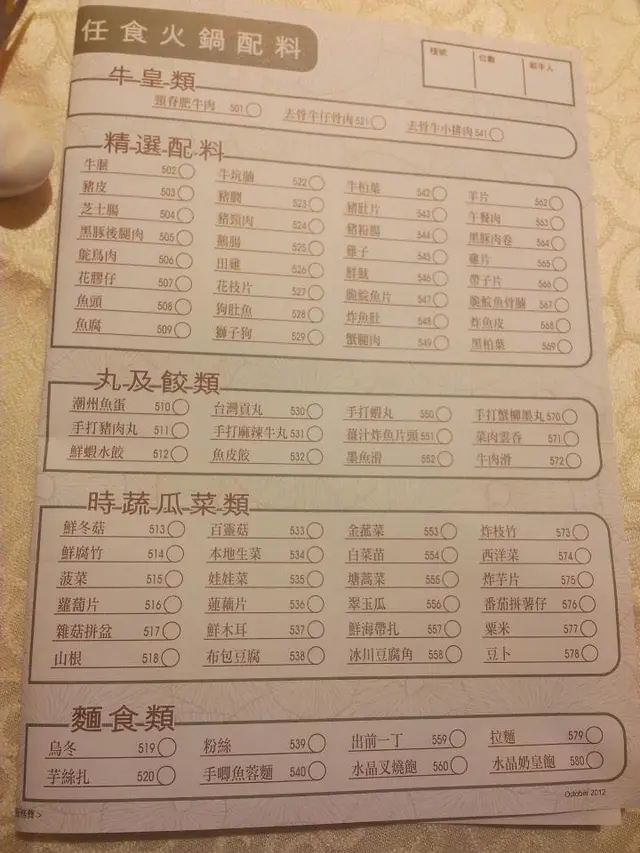 任食火鍋配料
檯號 位數 經手人
牛皇類
頸脊肥牛肉 501 去骨牛仔骨肉 521 去骨牛小排肉 541
精選配料
牛脹 502 牛坑腩 522 牛柏葉 542 羊片 562
豬皮 503 豬膶 523 豬肚片 543 午餐肉 563
芝士腸 504 豬頸肉 524 豬粉腸 544 黑豚肉卷 564
黑豚後腿肉 505 鵝腸 525 雞子 545 雞片 565
鴕鳥肉 506 田雞 526 鮮魷 546 帶子片 566
花膠仔 507 花枝片 527 脆鯇魚片 547 脆鯇魚骨腩 567
魚頭 508 狗肚魚 528 炸魚肚 548 炸魚皮 568
魚腐 509 獅子狗 529 蟹腿肉 549 黑柏葉 569
丸及餃類
潮州魚蛋 510 台灣貢丸 530 手打蝦丸 550 手打蟹柳墨丸 570
手打豬肉丸 511 手打麻辣牛丸 531 薑汁炸魚片頭 551 菜肉雲吞 571
鮮蝦水餃 512 魚皮餃 532 墨魚滑 552 牛肉滑 572
時蔬瓜菜類
鮮冬菇 513 百靈菇 533 金菰菜 553 炸枝竹 573
鮮腐竹 514 本地生菜 534 白菜苗 554 西洋菜 574
菠菜 515 娃娃菜 535 塘蒿菜 555 炸芋片 575
蘿蔔片 516 蓮藕片 536 翠玉瓜 556 番茄拼薯仔 576
雜菇拼盆 517 鮮木耳 537 鮮海帶扎 557 粟米 577
山根 518 布包豆腐 538 冰川豆腐角 558 豆卜 578
麵食類
烏冬 519 粉絲 539 出前一丁 559 拉麵 579
芋絲扎 520 手唧魚蓉麵 540 水晶叉燒飽 560 水晶奶皇飽 580
October 2012